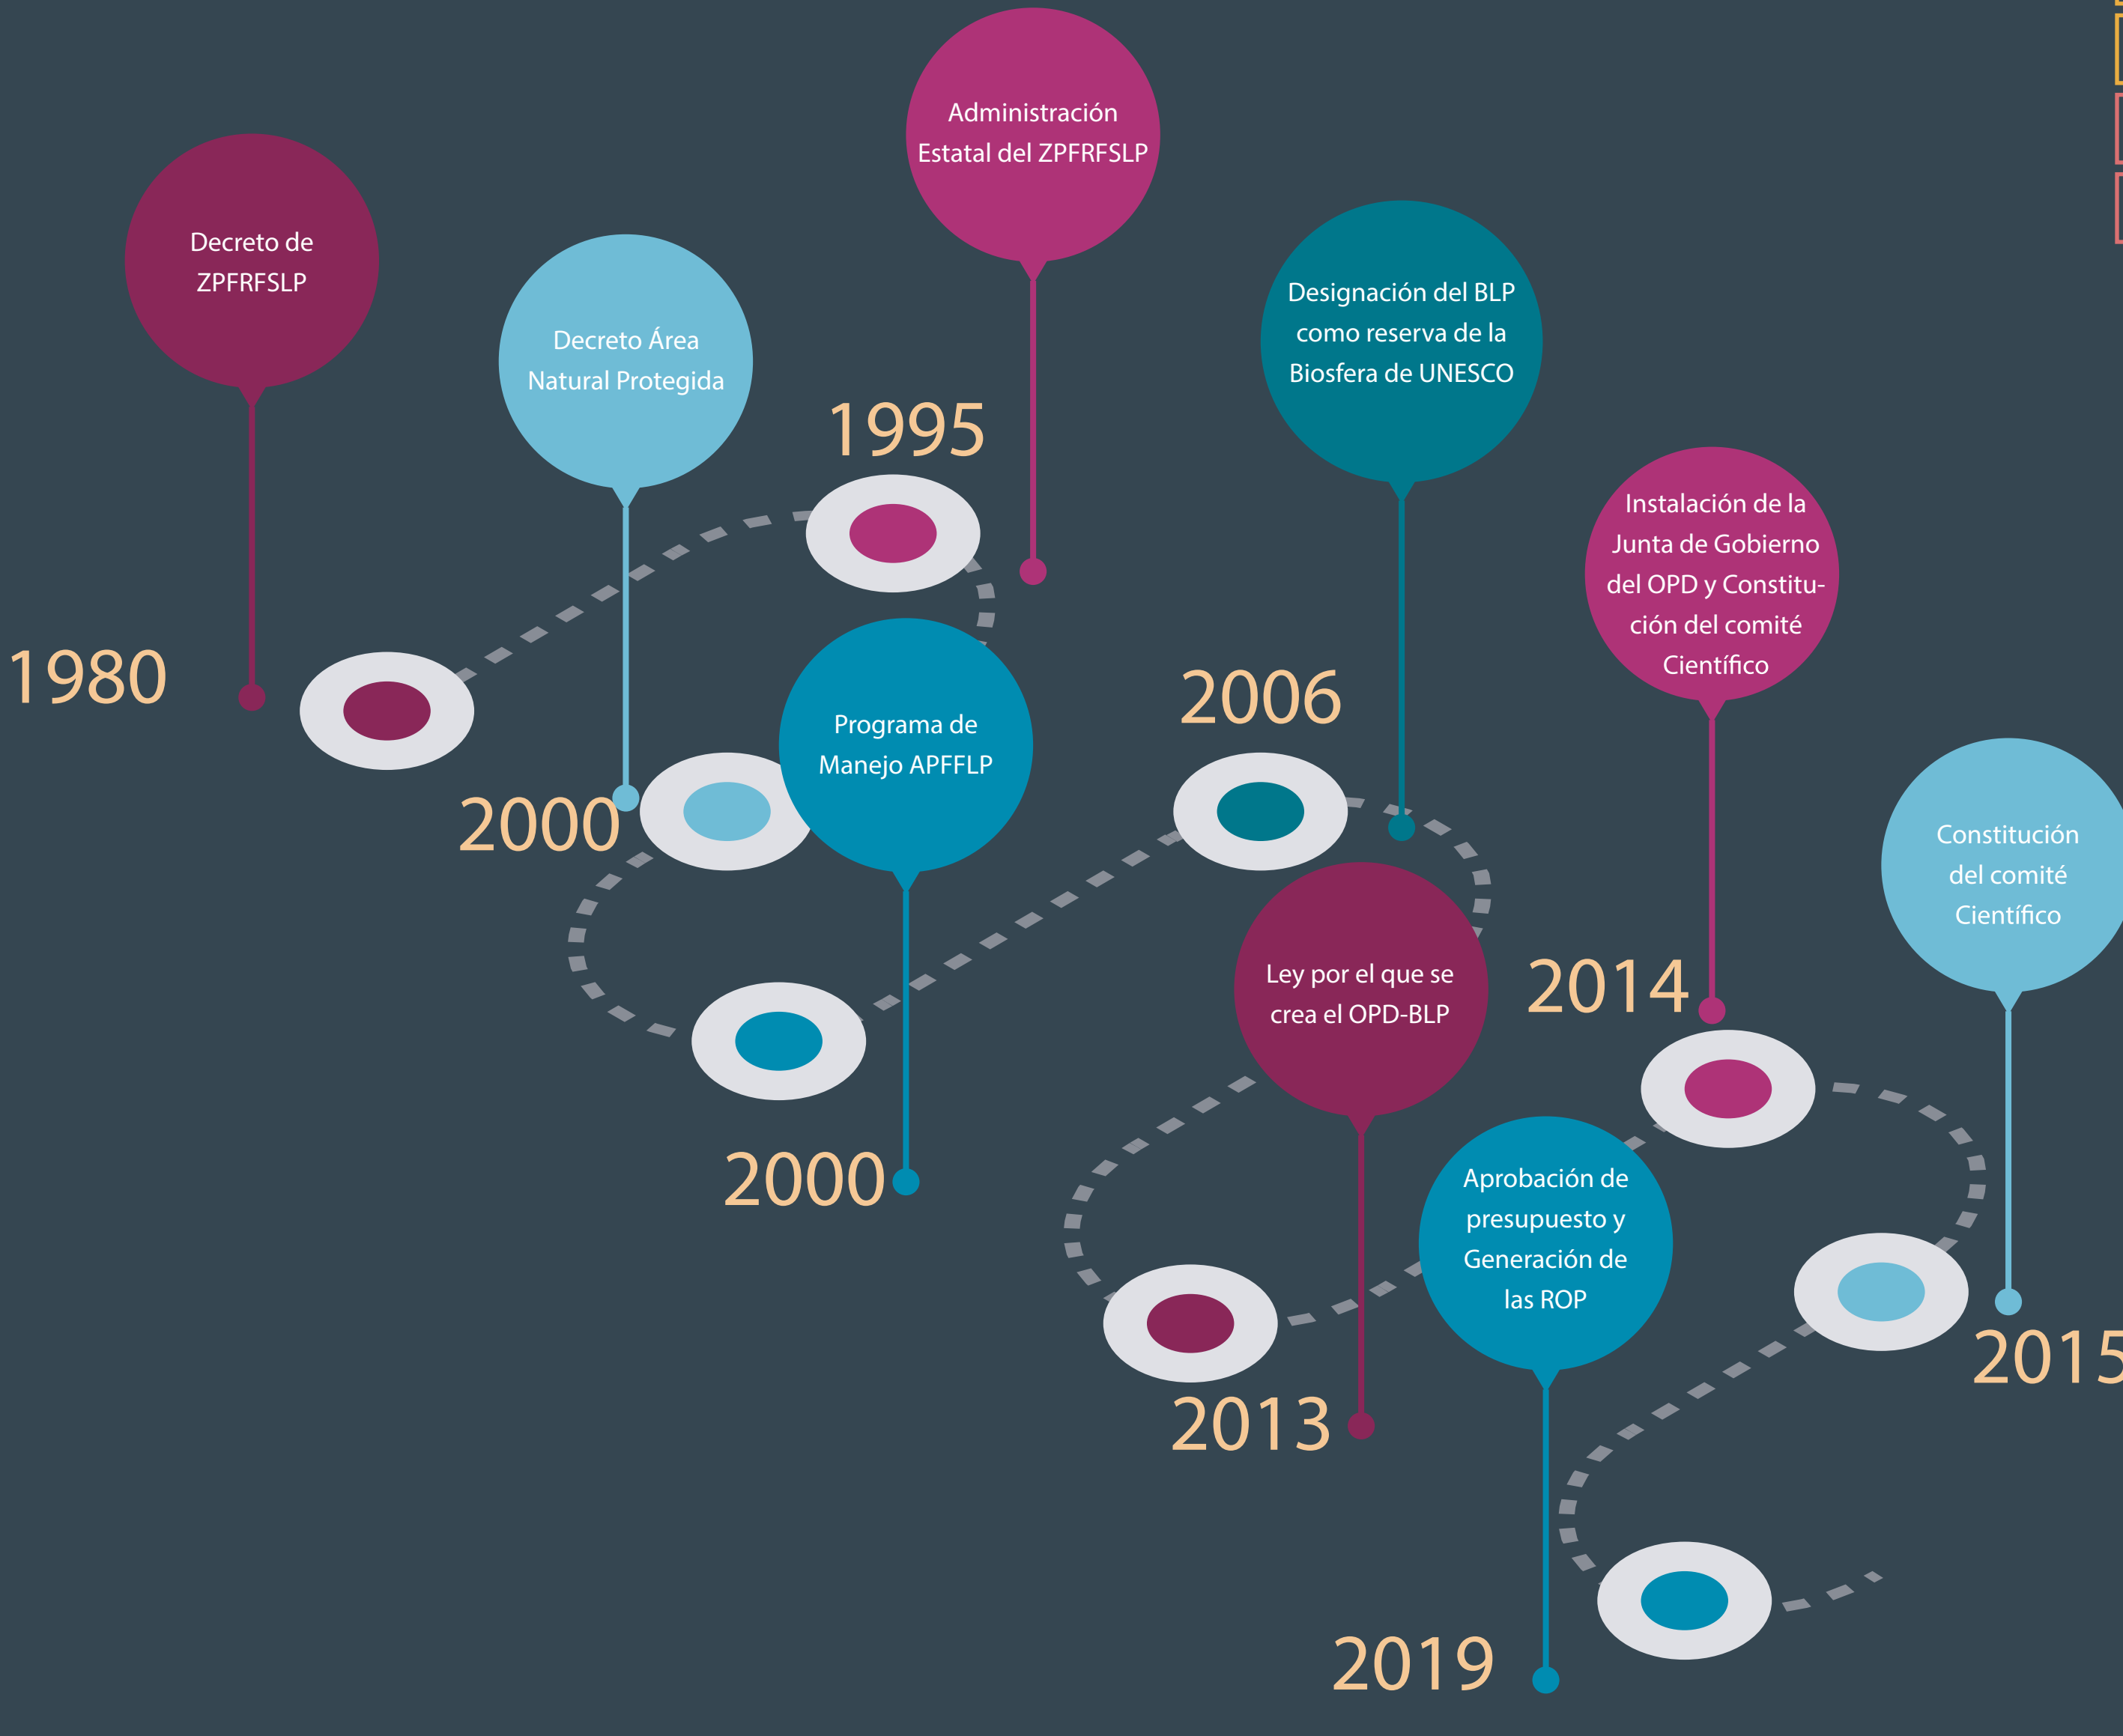 1980
Decreto de
ZPFRFSLP
1995
Administración
Estatal del ZPFRFSLP
2000
Decreto Área
Natural Protegida
2000
Programa de
Manejo APFFLP
2006
Designación del BLP
como reserva de la
Biosfera de UNESCO
2013
Ley por el que se
crea el OPD-BLP
2014
Instalación de la
Junta de Gobierno
del OPD y Constitu-
ción del comité
Científico
2015
Constitución
del comité
Científico
2019
Aprobación de
presupuesto y
Generación de
las ROP